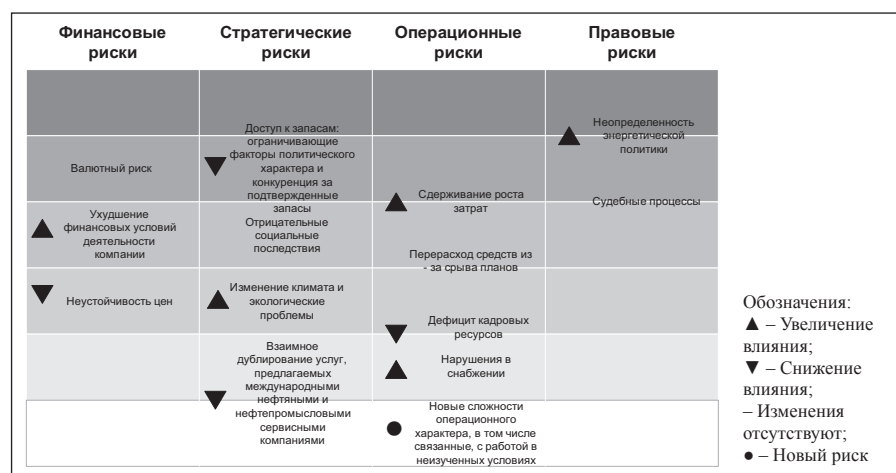 Финансовые
риски
Стратегические
риски
Операционные
риски
Правовые
риски
Валютный риск
▲ Ухудшение
финансовых условий
деятельности
компании
▼ Неустойчивость цен
Доступ к запасам:
ограничивающие
▼ факторы политического
характера и
конкуренция за
подтвержденные
запасы
Отрицательные
социальные
последствия
▲ Изменение климата и
экологические
проблемы
Взаимное
дублирование услуг,
предлагаемых
международными
▼ нефтяными и
нефтепромысловыми
сервисными
компаниями
▲ Сдерживание роста
затрат
Перерасход средств из
- за срыва планов
▼ Дефицит кадровых
ресурсов
▲ Нарушения в
снабжении
Новые сложности
операционного
● характера, в том числе
связанные, с работой в
неизученных условиях
▲ Неопределенность
энергетической
политики
Судебные процессы
Обозначения:
▲ – Увеличение
влияния;
▼ – Снижение
влияния;
– Изменения
отсутствуют;
● – Новый риск